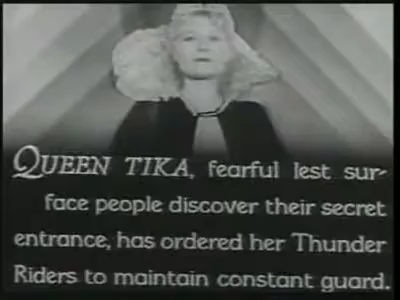 QUEEN TIKA, fearful lest sur-
face people discover their secret
entrance, has ordered her Thunder
Riders to maintain constant guard.